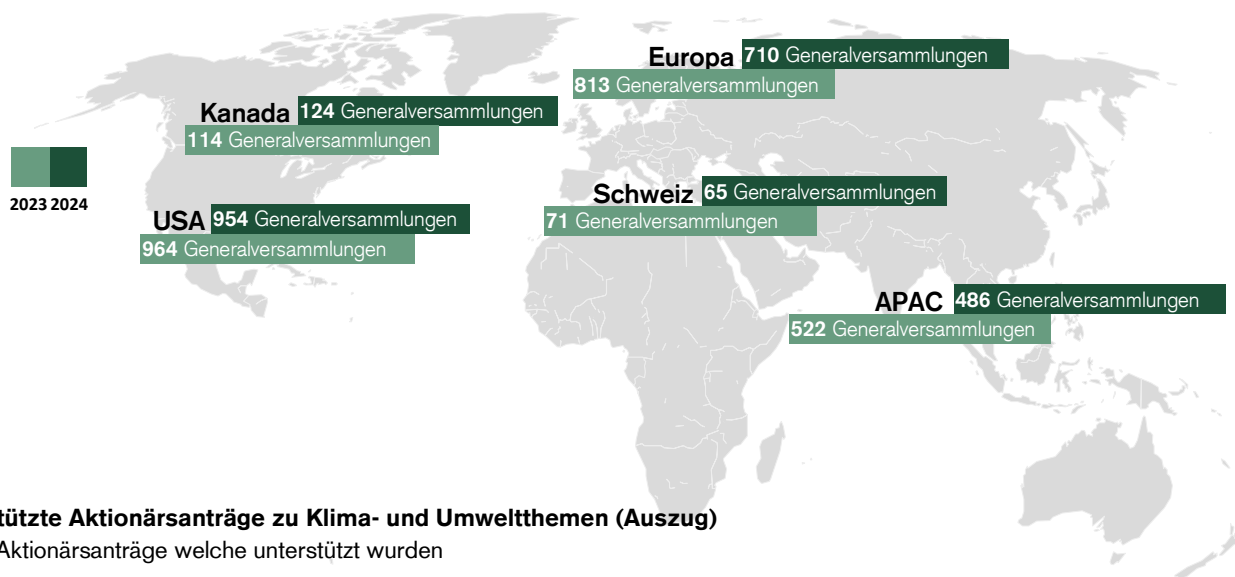 Europa 710 Generalversammlungen
813 Generalversammlungen
Kanada 124 Generalversammlungen
114 Generalversammlungen
2023 2024
Schweiz 65 Generalversammlungen
71 Generalversammlungen
USA 954 Generalversammlungen
964 Generalversammlungen
APAC 486 Generalversammlungen
522 Generalversammlungen
tützte Aktionärsanträge zu Klima- und Umweltthemen (Auszug)
Aktionärsanträge welche unterstützt wurden